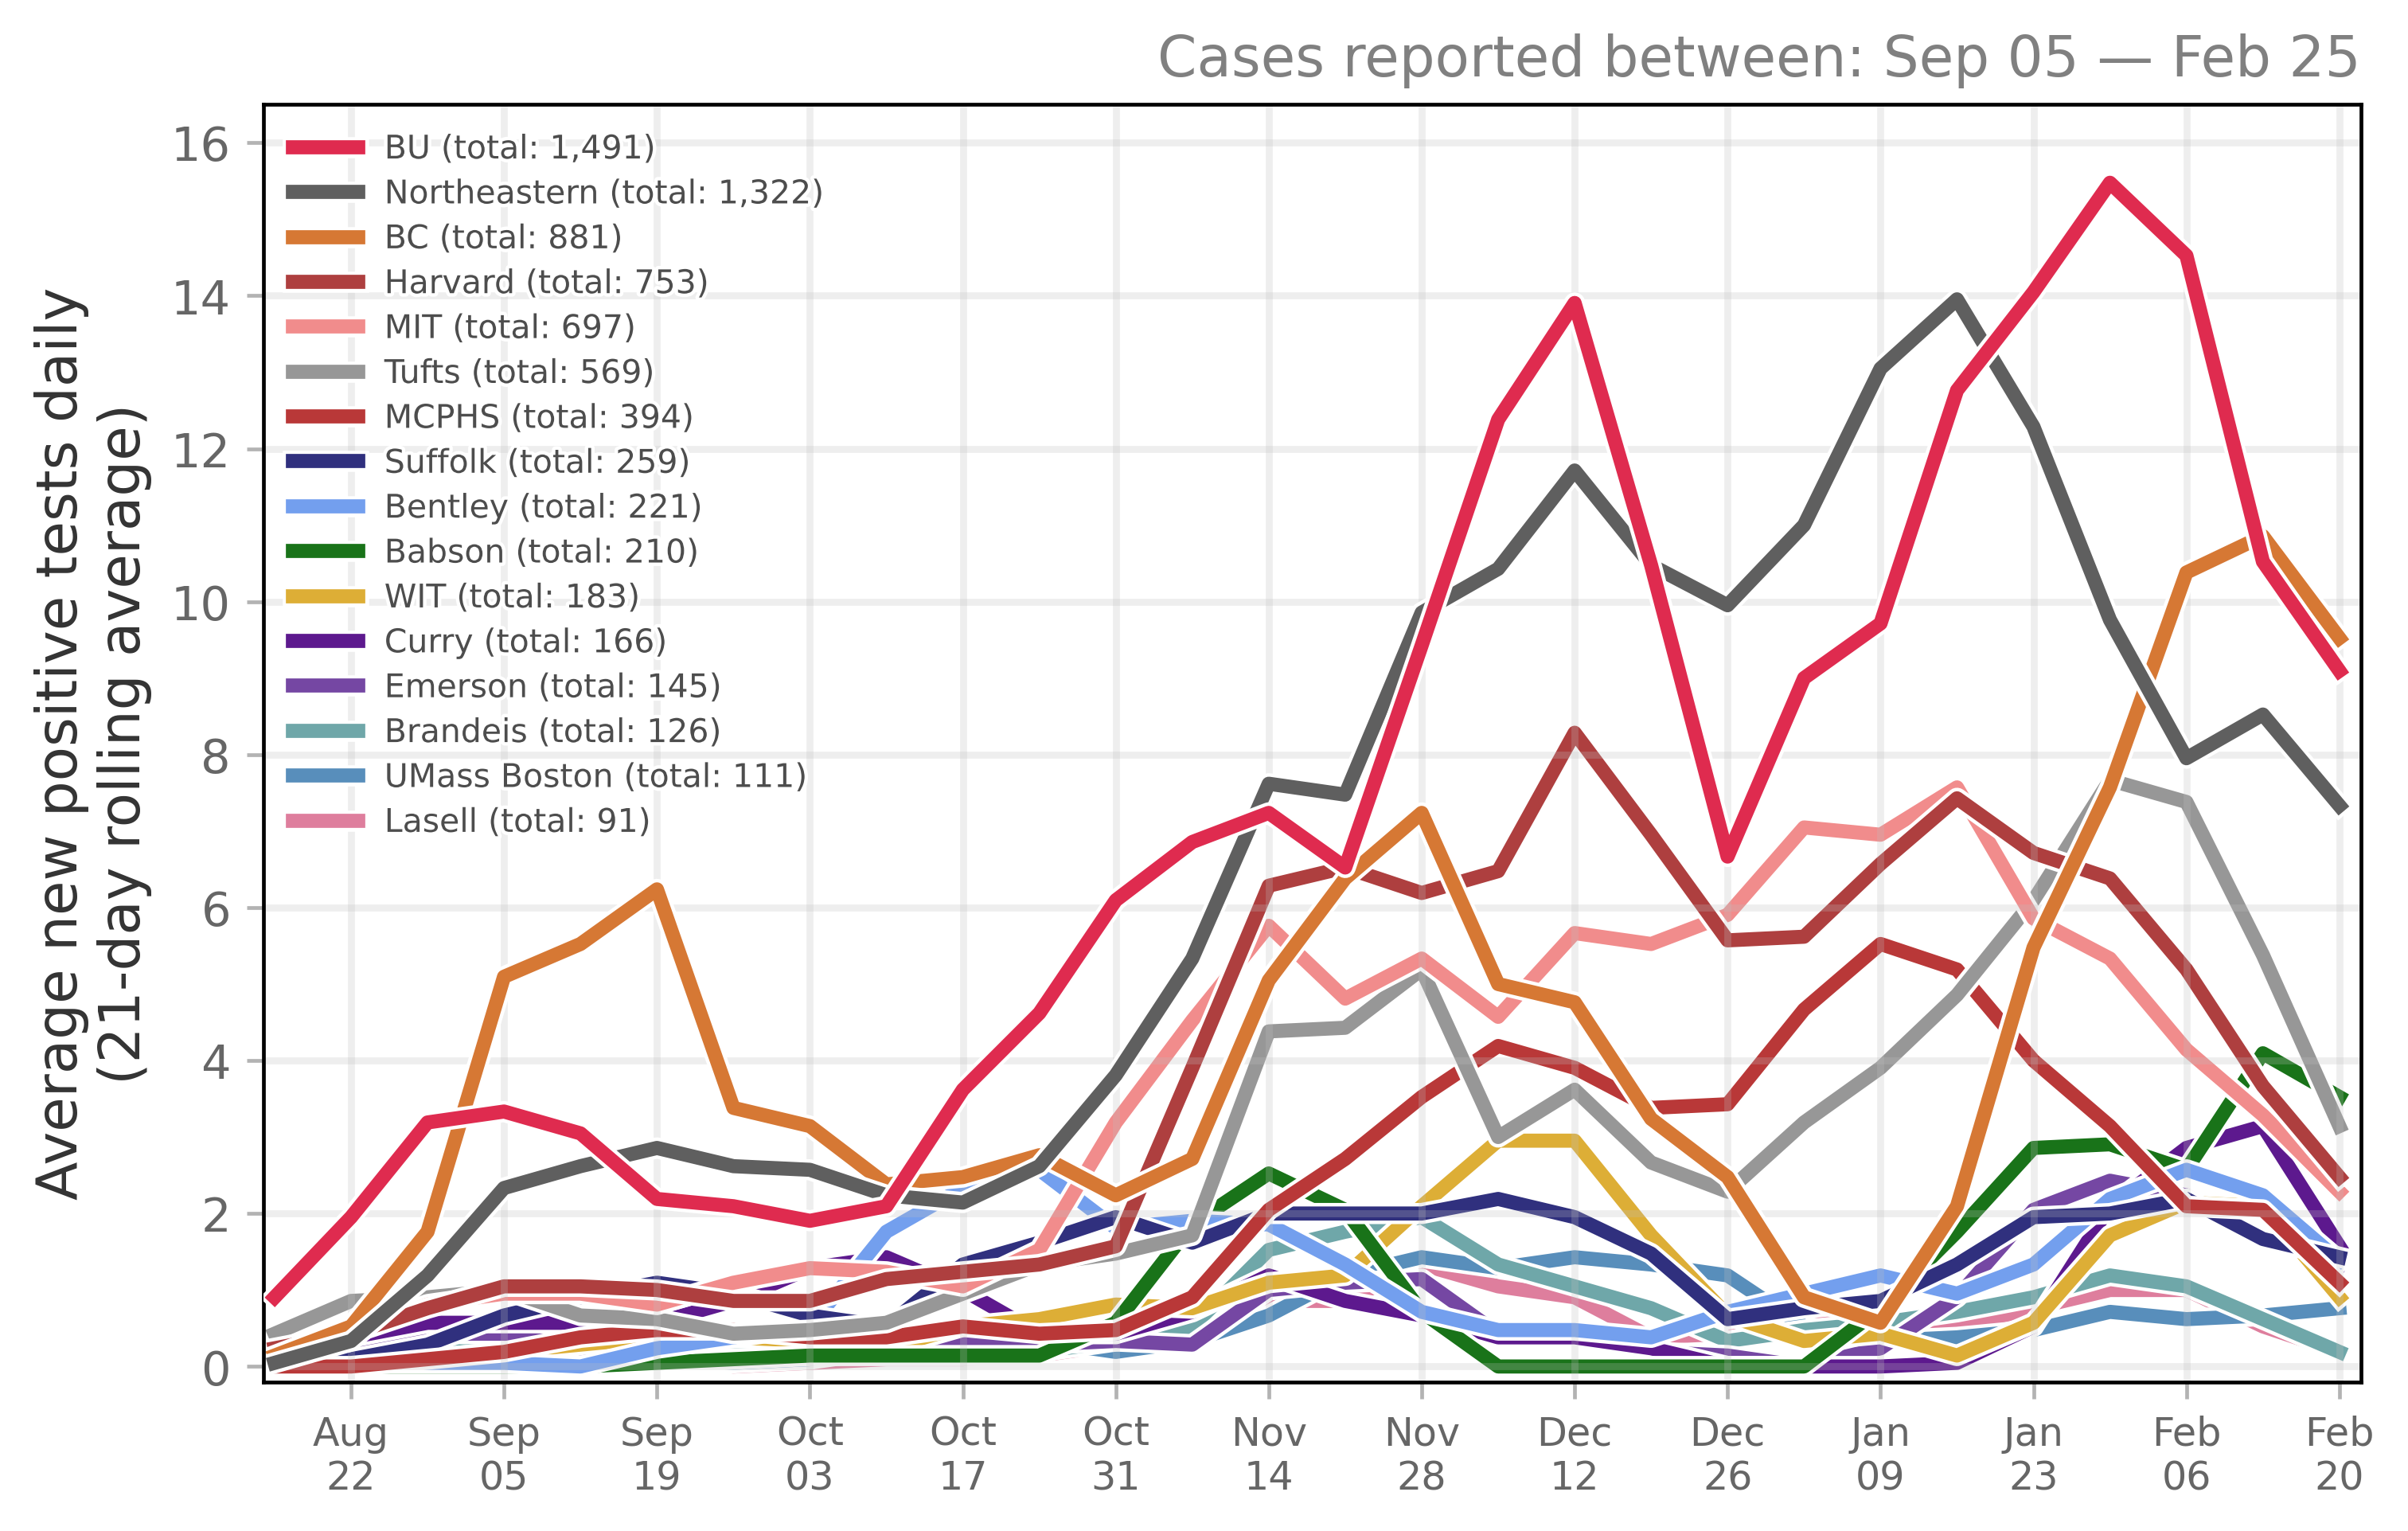 Cases reported between: Sep 05 — Feb 25
Average new positive tests daily
(21-day rolling average)
16
14
12
10
8
6
4
2
0
BU (total: 1,491)
Northeastern (total: 1,322)
BC (total: 881)
Harvard (total: 753)
MIT (total: 697)
Tufts (total: 569)
MCPHS (total: 394)
Suffolk (total: 259)
Bentley (total: 221)
Babson (total: 210)
WIT (total: 183)
Curry (total: 166)
Emerson (total: 145)
Brandeis (total: 126)
UMass Boston (total: 111)
Lasell (total: 91)
Aug Sep Sep Oct Oct Oct Nov Nov Dec Dec Jan Jan Feb Feb
22 05 19 03 17 31 14 28 12 26 09 23 06 20